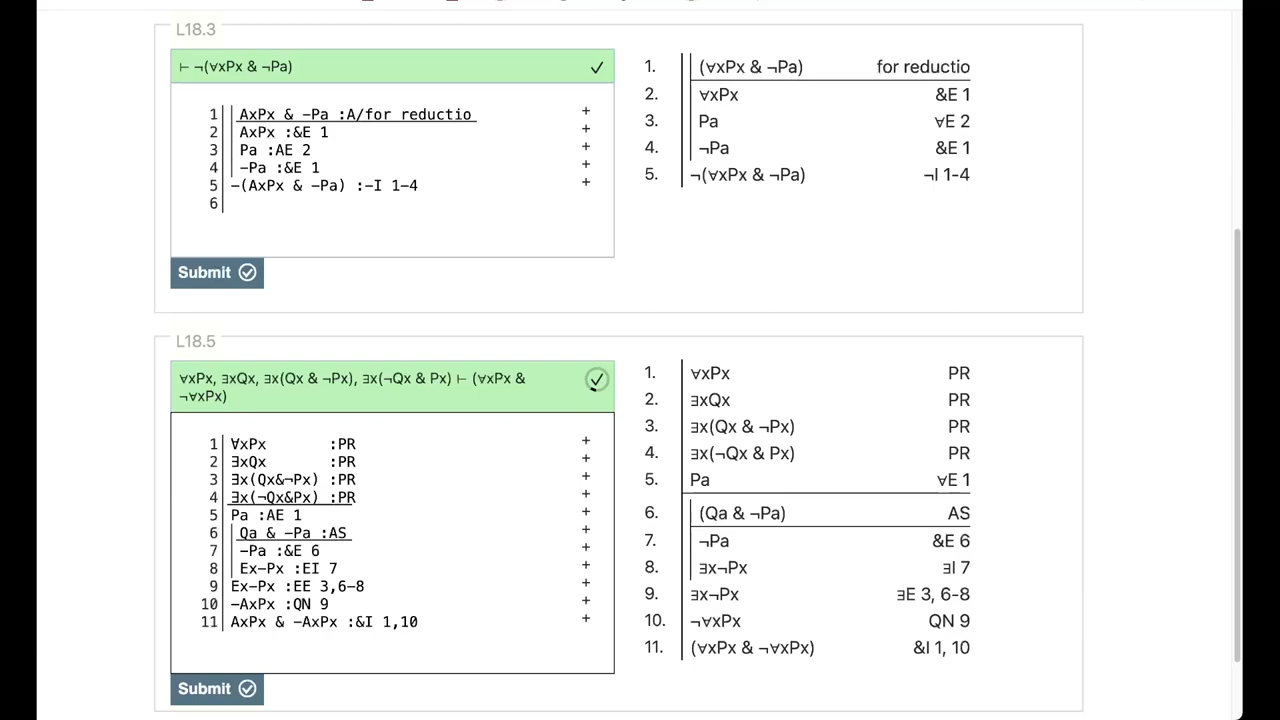 L18.3
⊢ ¬(∀xPx & ¬Pa) ✓
1 AxPx & -Pa :A/for reductio +
2 AxPx :&E 1 +
3 Pa :AE 2 +
4 -Pa :&E 1 +
5 -(AxPx & -Pa) :-I 1-4 +
6
1. (∀xPx & ¬Pa) for reductio
2. ∀xPx &E 1
3. Pa ∀E 2
4. ¬Pa &E 1
5. ¬(∀xPx & ¬Pa) ¬I 1-4
Submit
L18.5
∀xPx, ∃xQx, ∃x(Qx & ¬Px), ∃x(¬Qx & Px) ⊢ (∀xPx &
¬∀xPx)
1 ∀xPx :PR +
2 ∃xQx :PR +
3 ∃x(Qx&¬Px) :PR +
4 ∃x(¬Qx&Px) :PR +
5 Pa :AE 1 +
6 Qa & -Pa :AS +
7 -Pa :&E 6 +
8 Ex-Px :EI 7 +
9 Ex-Px :EE 3,6-8 +
10 -AxPx :QN 9 +
11 AxPx & -AxPx :&I 1,10 +
1. ∀xPx PR
2. ∃xQx PR
3. ∃x(Qx & ¬Px) PR
4. ∃x(¬Qx & Px) PR
5. Pa ∀E 1
6. (Qa & ¬Pa) AS
7. ¬Pa &E 6
8. ∃x¬Px ∃I 7
9. ∃x¬Px ∃E 3, 6-8
10. ¬∀xPx QN 9
11. (∀xPx & ¬∀xPx) &I 1, 10
Submit